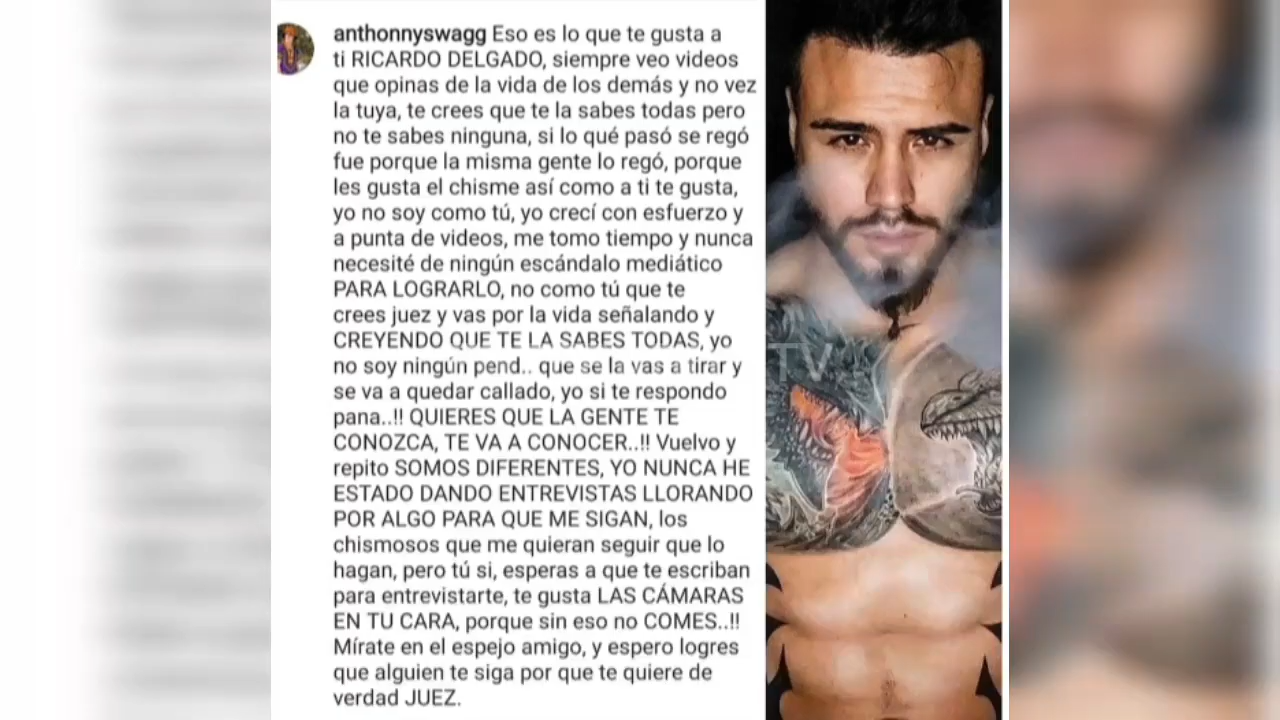 anthonnyswagg Eso es lo que te gusta a
ti RICARDO DELGADO, siempre veo videos
que opinas de la vida de los demás y no vez
la tuya, te crees que te la sabes todas pero
no te sabes ninguna, si lo qué pasó se regó
fue porque la misma gente lo regó, porque
les gusta el chisme así como a ti te gusta,
yo no soy como tú, yo crecí con esfuerzo y
a punta de videos, me tomo tiempo y nunca
necesité de ningún escándalo mediático
PARA LOGRARLO, no como tú que te
crees juez y vas por la vida señalando y
CREYENDO QUE TE LA SABES TODAS, yo
no soy ningún pend.. que se la vas a tirar y
se va a quedar callado, yo si te respondo
pana..!! QUIERES QUE LA GENTE TE
CONOZCA, TE VA A CONOCER..!! Vuelvo y
repito SOMOS DIFERENTES, YO NUNCA HE
ESTADO DANDO ENTREVISTAS LLORANDO
POR ALGO PARA QUE ME SIGAN, los
chismosos que me quieran seguir que lo
hagan, pero tú si, esperas a que te escriban
para entrevistarte, te gusta LAS CÁMARAS
EN TU CARA, porque sin eso no COMES..!!
Mírate en el espejo amigo, y espero logres
que alguien te siga por que te quiere de
verdad JUEZ.
TV